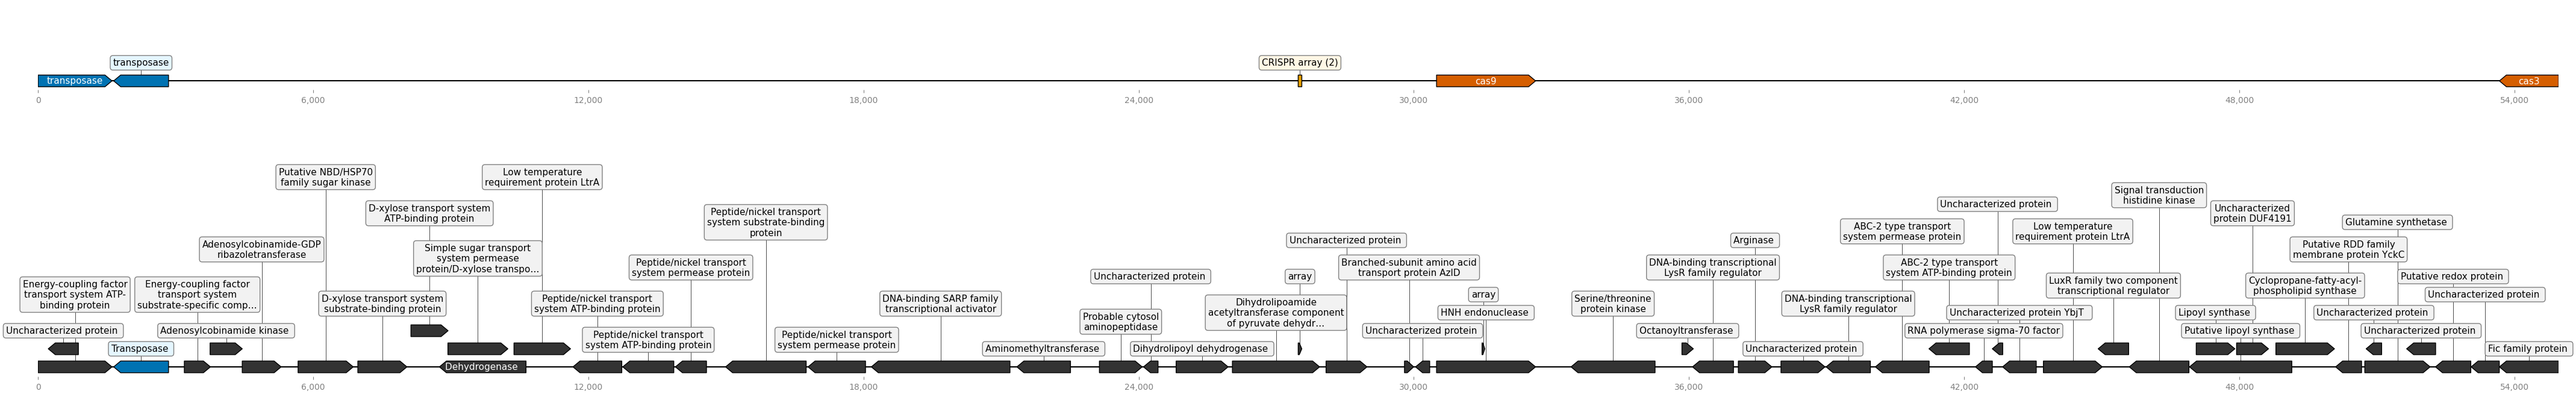 transposase
transposase
CRISPR array (2)
cas9
cas3
0
6,000
12,000
18,000
24,000
30,000
36,000
42,000
48,000
54,000
Putative NBD/HSP70
family sugar kinase
Low temperature
requirement protein LtrA
Signal transduction
histidine kinase
D-xylose transport system
ATP-binding protein
Peptide/nickel transport
system substrate-binding
protein
Uncharacterized protein
Uncharacterized
protein DUF4191
Glutamine synthetase
Adenosylcobinamide-GDP
ribazoletransferase
Simple sugar transport
system permease
protein/D-xylose transpo...
Uncharacterized protein
Arginase
ABC-2 type transport
system permease protein
Low temperature
requirement protein LtrA
Putative RDD family
membrane protein YckC
Peptide/nickel transport
system permease protein
Uncharacterized protein
array
Branched-subunit amino acid
transport protein AzlD
DNA-binding transcriptional
LysR family regulator
ABC-2 type transport
system ATP-binding protein
LuxR family two component
transcriptional regulator
Cyclopropane-fatty-acyl-
phospholipid synthase
Putative redox protein
Energy-coupling factor
transport system ATP-
binding protein
Energy-coupling factor
transport system
substrate-specific comp...
D-xylose transport system
substrate-binding protein
Peptide/nickel transport
system ATP-binding protein
DNA-binding SARP family
transcriptional activator
Probable cytosol
aminopeptidase
Dihydrolipoamide
acetyltransferase component
of pyruvate dehydr...
array
HNH endonuclease
Serine/threonine
protein kinase
DNA-binding transcriptional
LysR family regulator
Uncharacterized protein YbjT
Lipoyl synthase
Uncharacterized protein
Uncharacterized protein
Uncharacterized protein
Adenosylcobinamide kinase
Peptide/nickel transport
system ATP-binding protein
Peptide/nickel transport
system permease protein
Uncharacterized protein
Octanoyltransferase
RNA polymerase sigma-70 factor
Putative lipoyl synthase
Uncharacterized protein
Transposase
Aminomethyltransferase
Dihydrolipoyl dehydrogenase
Uncharacterized protein
Fic family protein
Dehydrogenase
0
6,000
12,000
18,000
24,000
30,000
36,000
42,000
48,000
54,000